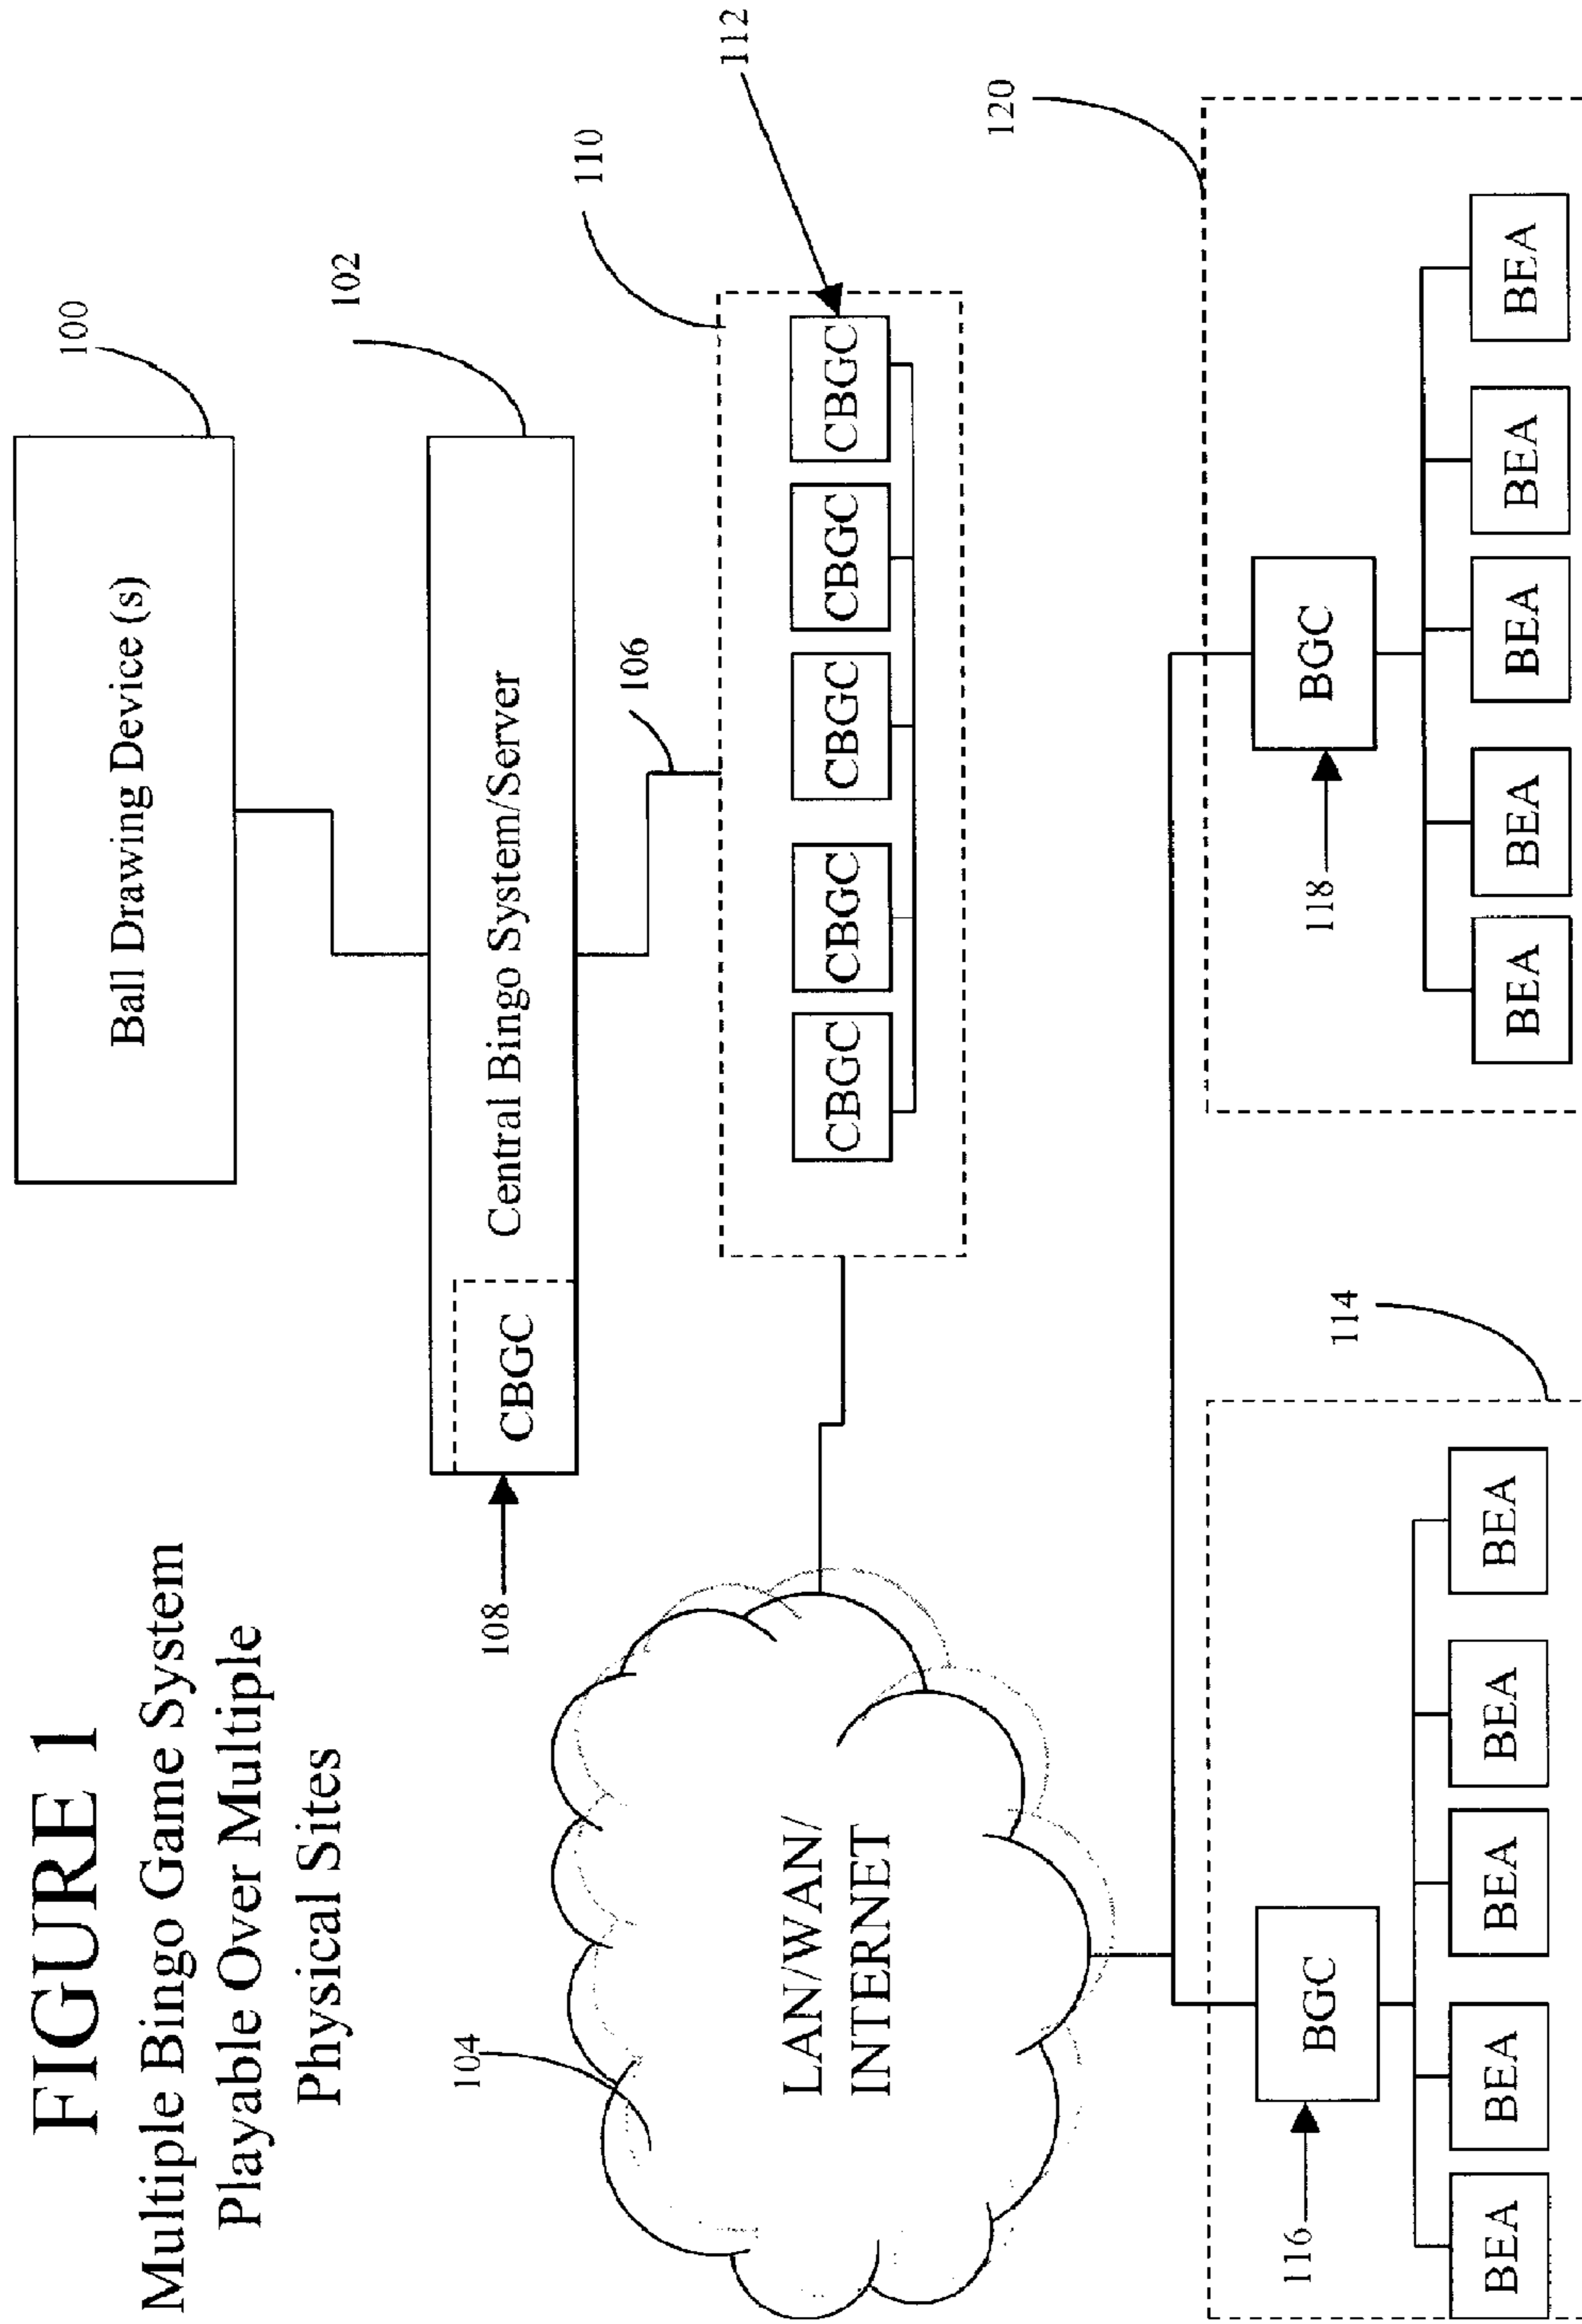 FIGURE 1
Multiple Bingo Game System
Playable Over Multiple
Physical Sites
100
Ball Drawing Device (s)
102
108
CBGC
Central Bingo System/Server
106
110
112
CBGC
CBGC
CBGC
CBGC
CBGC
104
LAN/WAN/
INTERNET
114
116
BGC
BEA
BEA
BEA
BEA
BEA
120
118
BGC
BEA
BEA
BEA
BEA
BEA